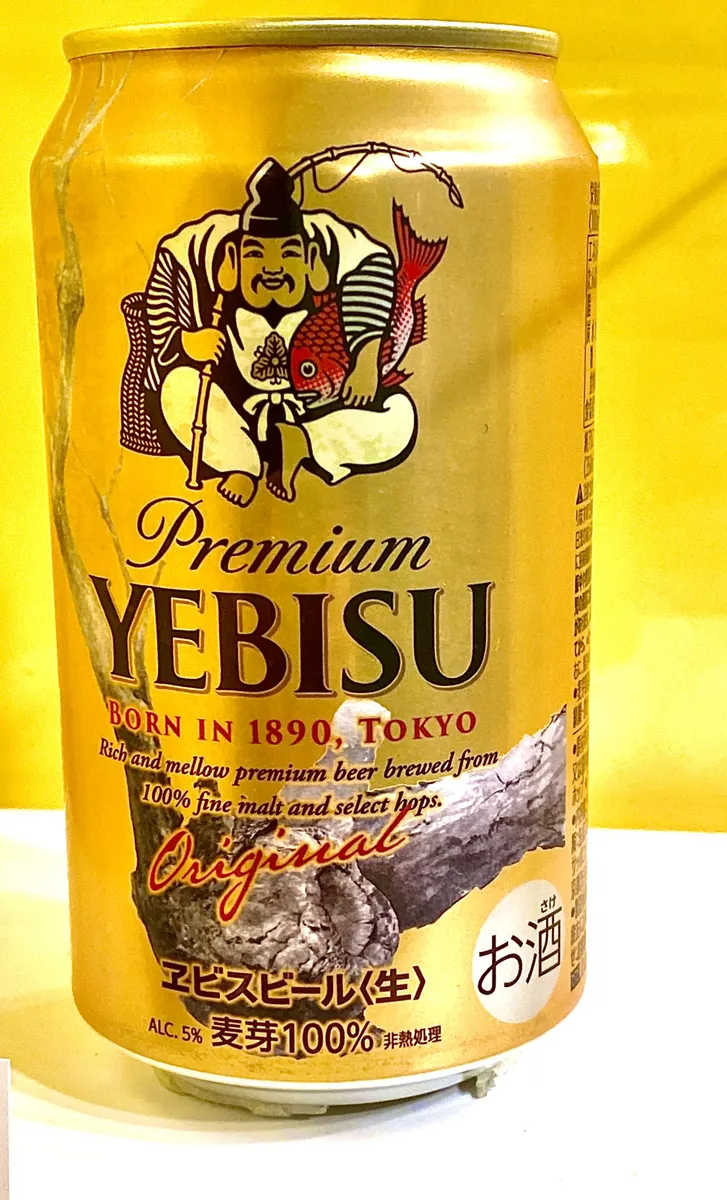 Premium
YEBISU
BORN IN 1890, TOKYO
Rich and mellow premium beer brewed from
100% fine malt and select hops.
Original
さけ
お酒
ヱビスビール〈生〉
ALC. 5% 麦芽100% 非熱処理